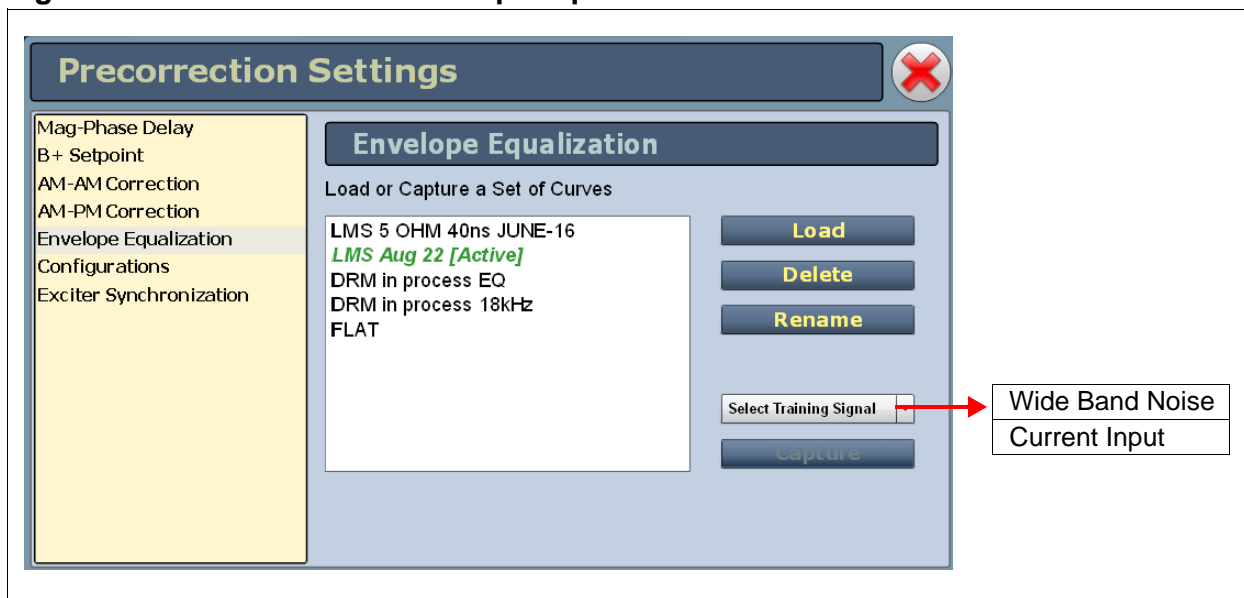 Precorrection Settings
Mag-Phase Delay
B+ Setpoint
AM-AM Correction
AM-PM Correction
Envelope Equalization
Configurations
Exciter Synchronization
Envelope Equalization
Load or Capture a Set of Curves
LMS 5 OHM 40ns JUNE-16
LMS Aug 22 [Active]
DRM in process EQ
DRM in process 18kHz
FLAT
Load
Delete
Rename
Select Training Signal
Capture
Wide Band Noise
Current Input